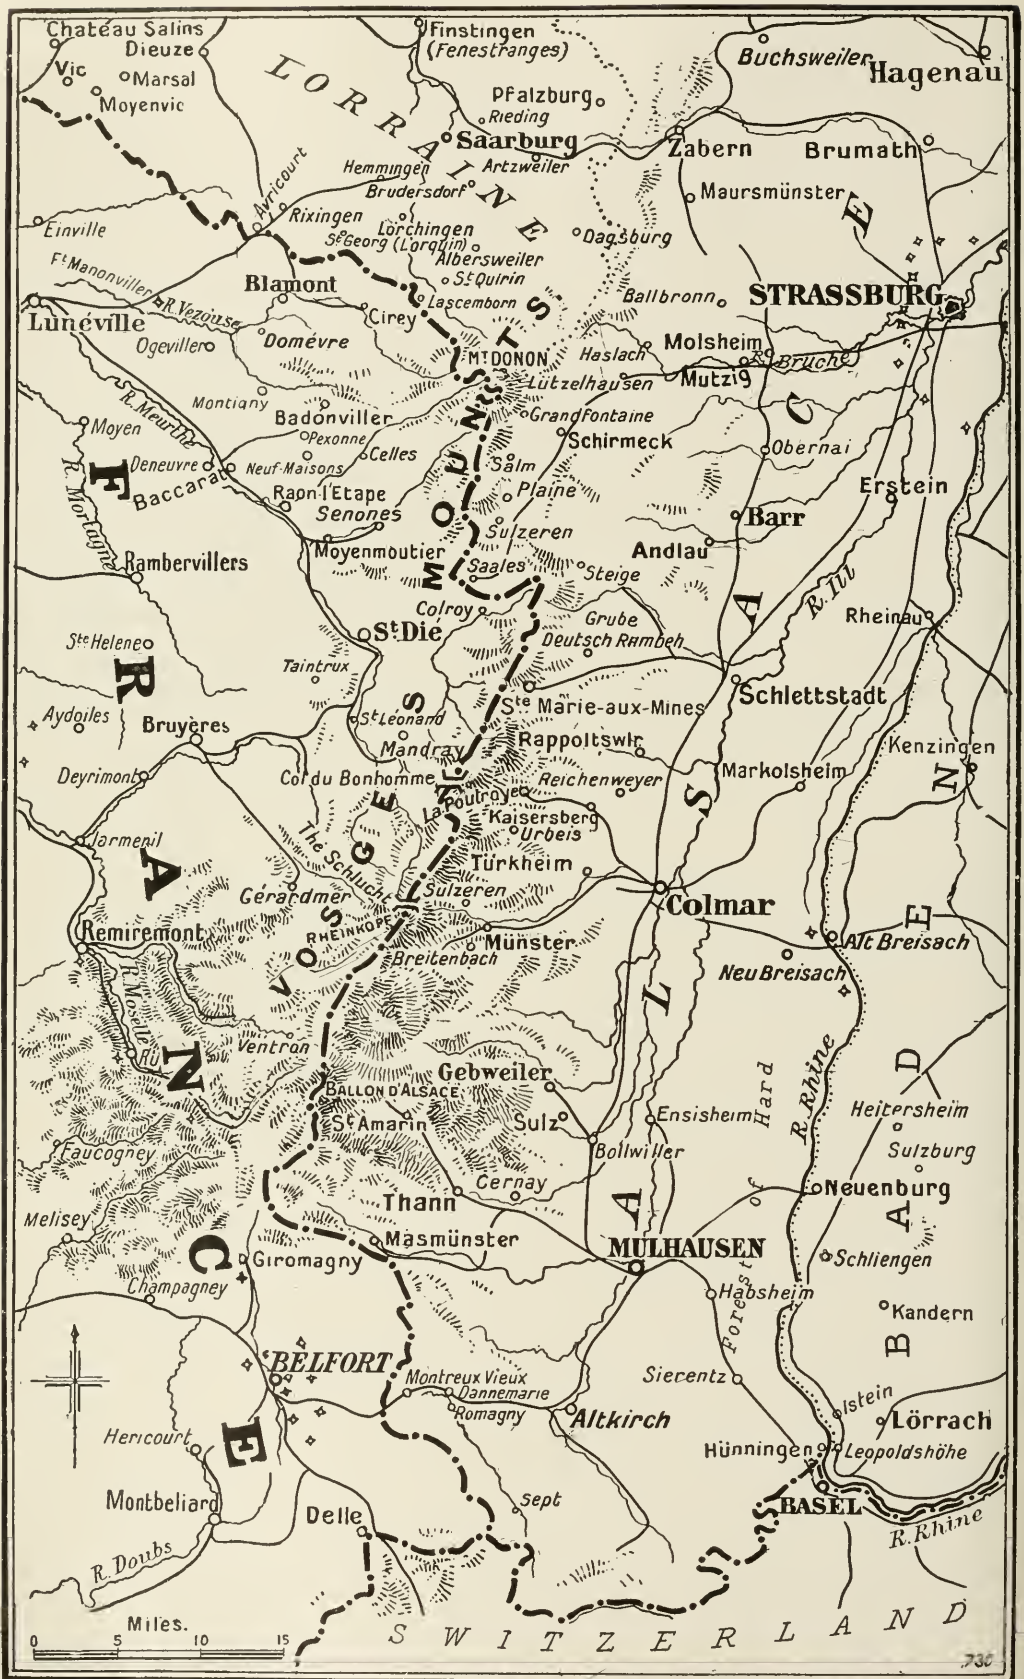 Chatéau Salins
Dieuze
Vic
Marsal
Moyenvic
Finstingen
(Fenestranges)
Buchsweiler
Hagenau
LORRAINE
Pfalzburg
Rieding
Saarburg
Artzweiler
Zabern
Brumath
Avricourt
Hemmingen
Brudersdorf
Maursmünster
Einville
Rixingen
Lörchingen
St Georg (Lorquin)
Albersweiler
St Quirin
Dagsburg
Ft Manonviller
R. Vezouse
Blamont
Lascemborn
Ballbronn
STRASSBURG
Lunéville
Cirey
Ogeviller
Domévre
Mt DONON
Haslach
Molsheim
R. Brüche
Lützelhausen
Mutzig
R. Meurthe
Montigny
Badonviller
Grandfontaine
Moyen
Pexonne
Schirmeck
Obernai
Deneuvre
Neuf-Maisons
Celles
Salm
Baccarat
R. Mortagne
Raon l'Etape
Plaine
Erstein
Senones
Sulzeren
Barr
Moyenmoutier
Andlau
Rambervillers
Saales
Steige
R. Ill
Colroy
Grube
Rheinau
St Die
Deutsch Rambeh
Ste Helene
Taintrux
Schlettstadt
Ste Marie-aux-Mines
Aydoiles
Bruyères
St Leonard
Mandray
Rappoltswlr
Kenzingen
Deyrimont
Col du Bonhomme
Reichenweyer
Markolsheim
La Poutroye
Kaisersberg
Urbeis
Jarmenil
The Schlucht
Türkheim
Gérardmer
Sulzeren
Colmar
RHEINKOPF
Remiremont
Münster
Alt Breisach
Breitenbach
Neu Breisach
R. Moselle
Ventron
Ru
Gebweiler
R. Rhine
BALLON D'ALSACE
Heitersheim
St Amarin
Sulz
Ensisheim
Faucogney
Bollwiller
Sulzburg
Cernay
Thann
Neuenburg
Melisey
Masmünster
MULHAUSEN
Giromagny
Schliengen
Champagney
Habsheim
Forest of Hard
Kandern
BELFORT
Montreux Vieux
Dannemarie
Sierentz
Romagny
Altkirch
Istein
Lörrach
Hericourt
Hünningen
Leopoldshöhe
Montbeliard
Sept
BASEL
Delle
R. Rhine
R. Doubs
VOSGES MOUNTS
FRANCE
ALSACE
BADEN
SWITZERLAND
Miles.
0 5 10 15
730